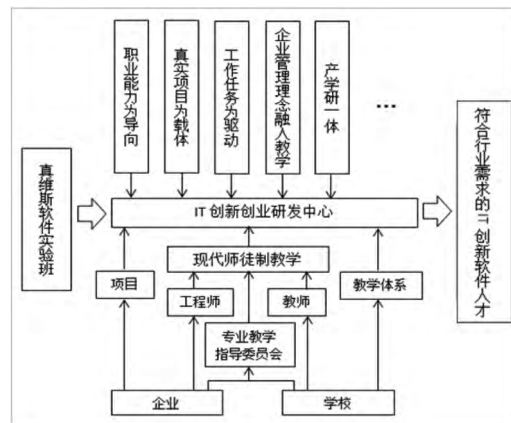 职业能力为导向
真实项目为载体
工作任务为驱动
企业管理理念融入教学
产学研一体
...
真维斯软件实验班
IT 创新创业研发中心
符合行业需求的 IT 创新软件人才
现代师徒制教学
项目
工程师
教师
教学体系
专业教学
指导委员会
企业
学校